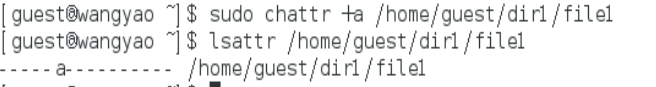 [guest@wangyao ~]$ sudo chattr +a /home/guest/dir1/file1
[guest@wangyao ~]$ lsattr /home/guest/dir1/file1
-----a---------- /home/guest/dir1/file1